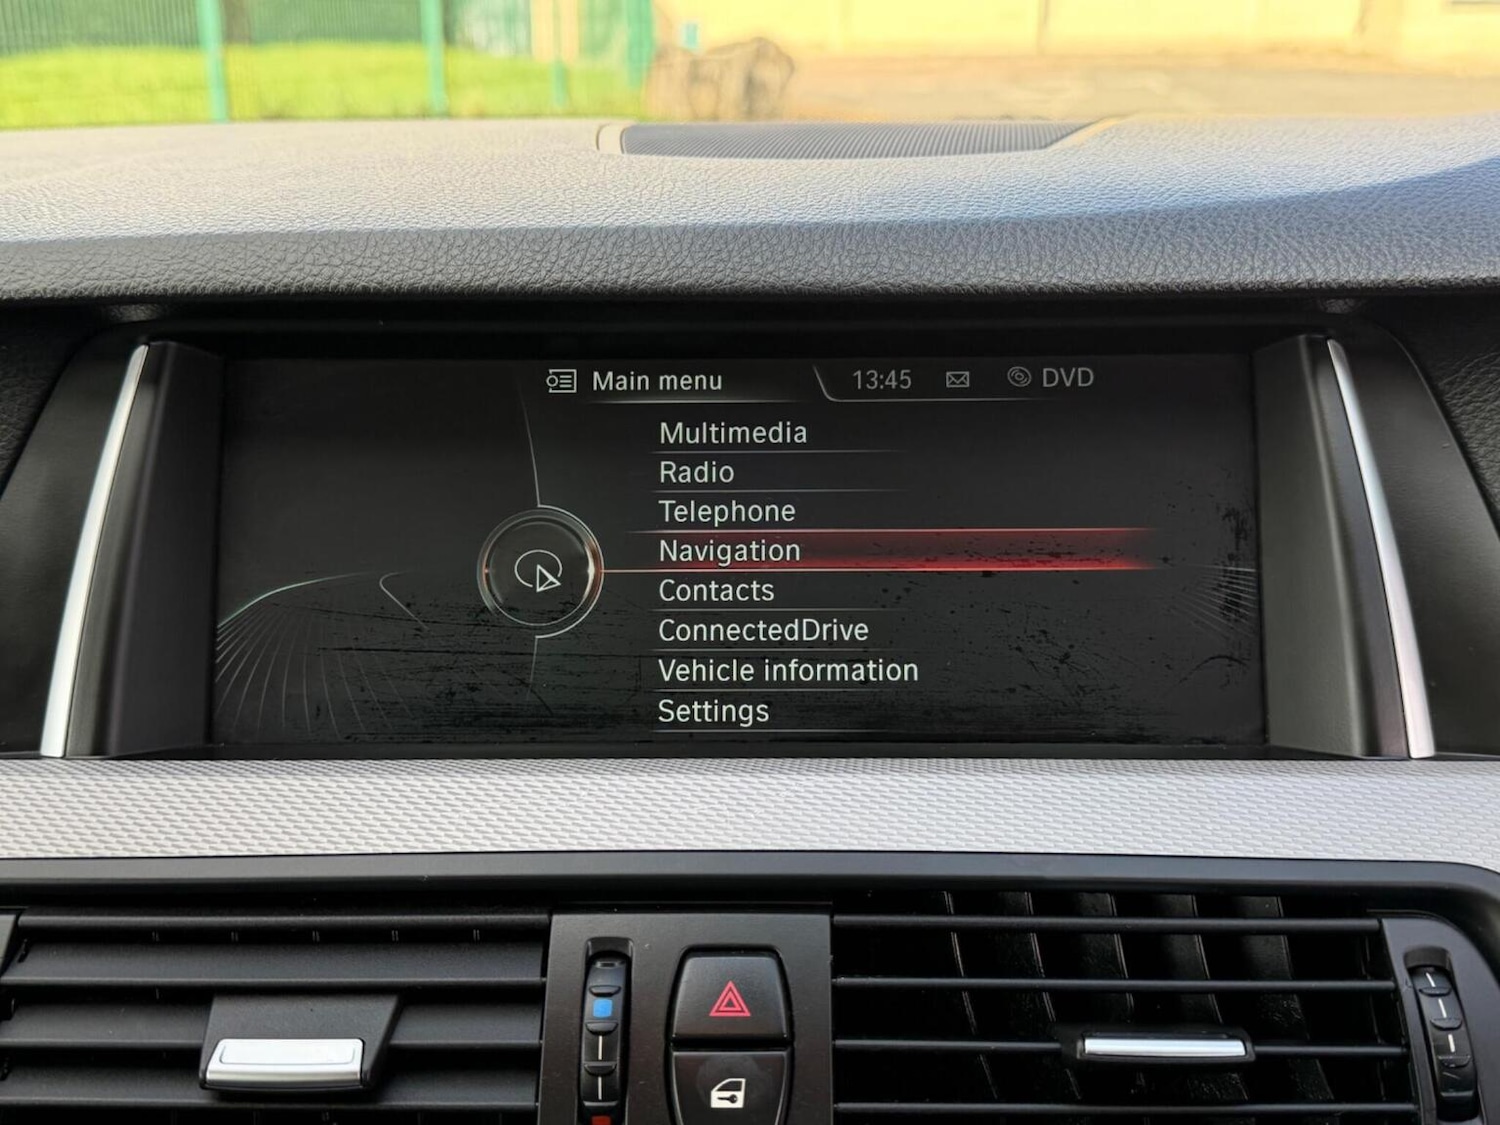 Main menu 13:45 DVD
Multimedia
Radio
Telephone
Navigation
Contacts
ConnectedDrive
Vehicle information
Settings